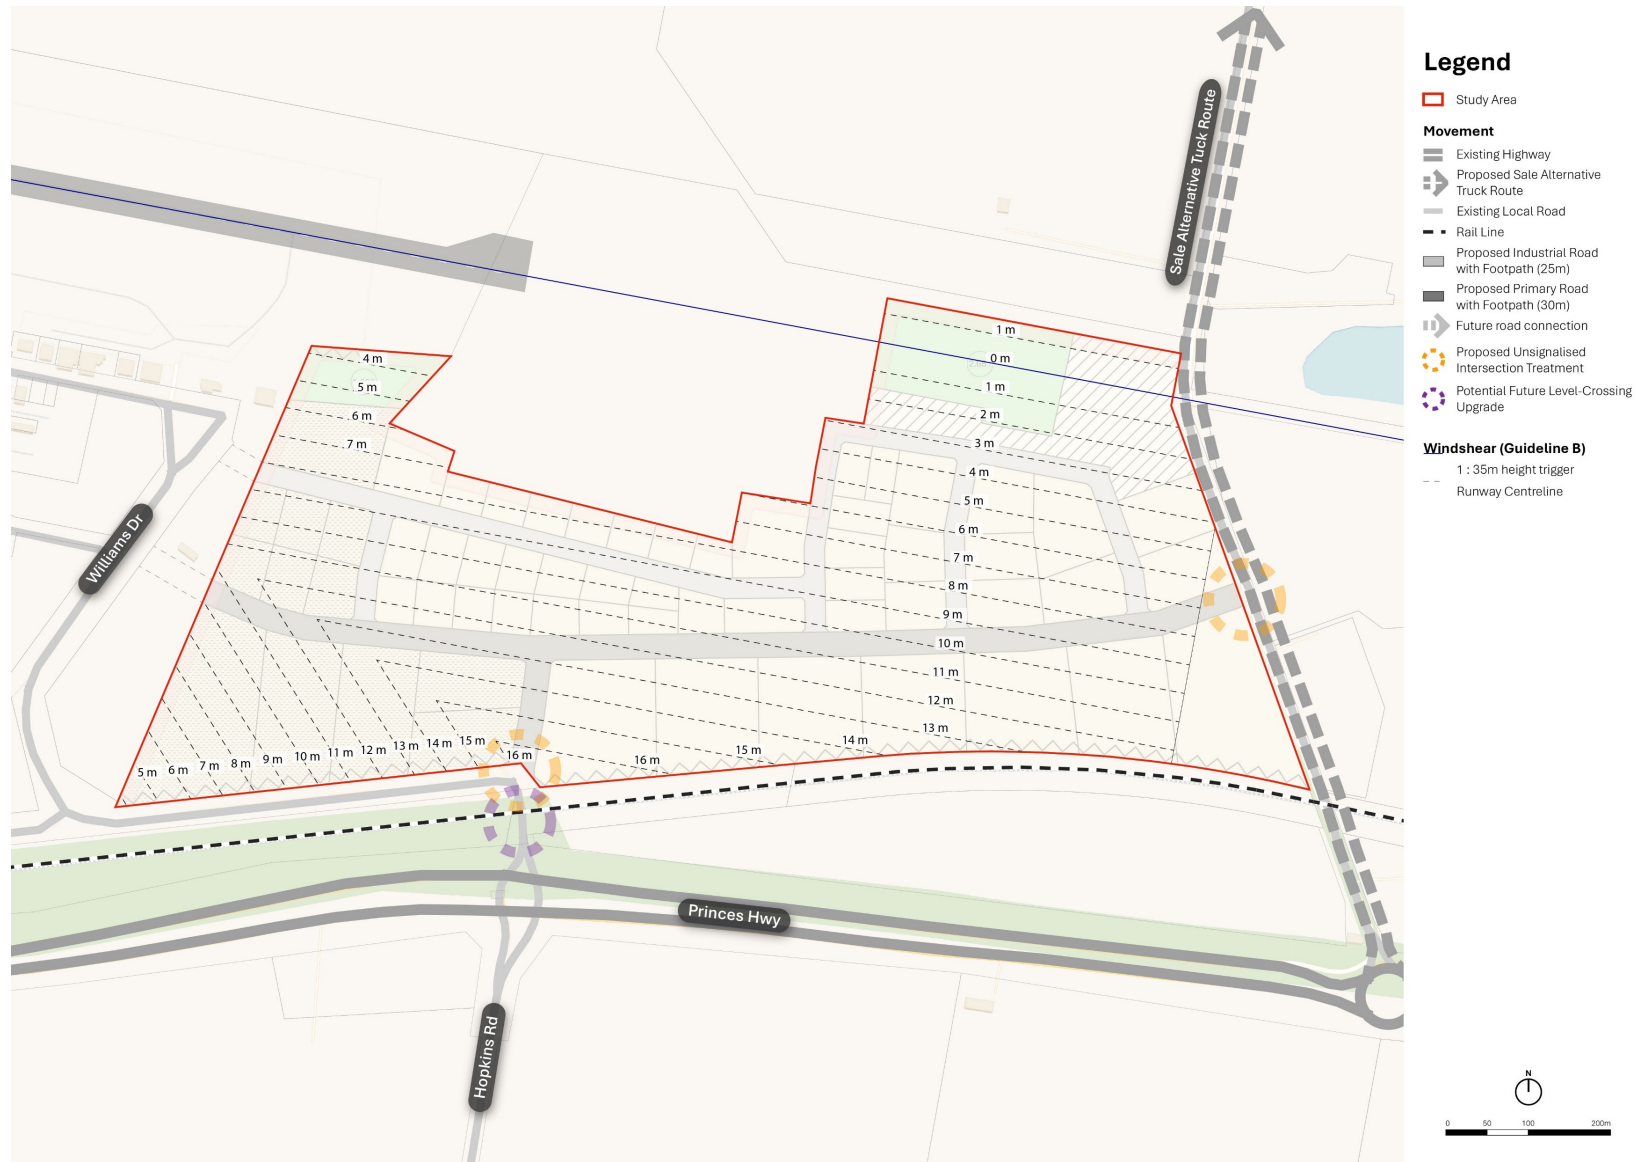 Sale Alternative Tuck Route
1 m
0 m
1 m
2 m
3 m
4 m
5 m
6 m
7 m
8 m
9 m
10 m
11 m
12 m
13 m
4 m
5 m
6 m
7 m
Williams Dr
5 m
6 m
7 m
8 m
9 m
10 m
11 m
12 m
13 m
14 m
15 m
16 m
16 m
15 m
14 m
Princes Hwy
Hopkins Rd
Legend
Study Area
Movement
Existing Highway
Proposed Sale Alternative
Truck Route
Existing Local Road
Rail Line
Proposed Industrial Road
with Footpath (25m)
Proposed Primary Road
with Footpath (30m)
Future road connection
Proposed Unsignalised
Intersection Treatment
Potential Future Level-Crossing
Upgrade
Windshear (Guideline B)
1 : 35m height trigger
Runway Centreline
N
0 50 100 200m